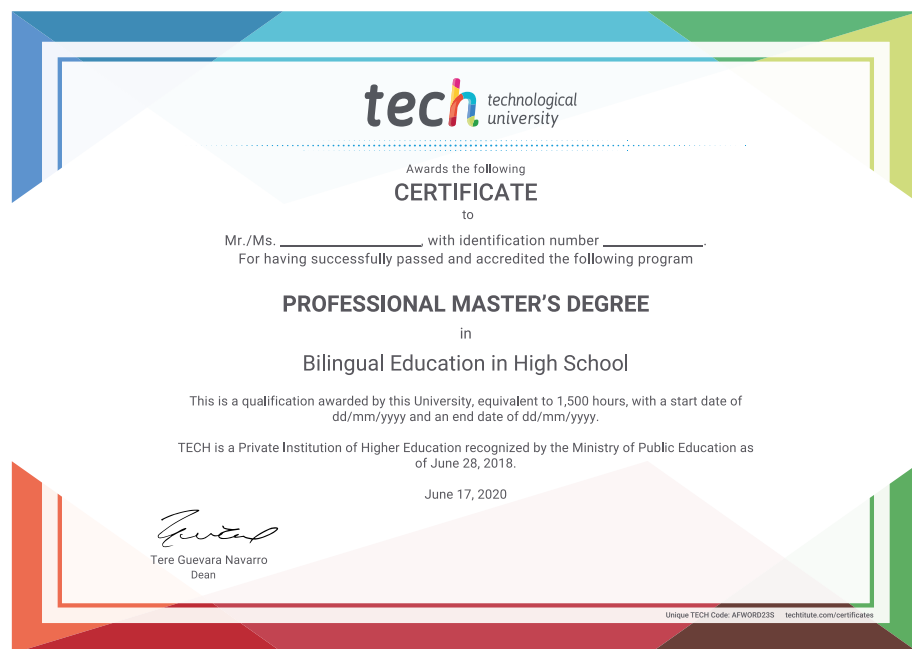 tech technological
university
Awards the following
CERTIFICATE
to
Mr./Ms. ____________________, with identification number ______________.
For having successfully passed and accredited the following program
PROFESSIONAL MASTER'S DEGREE
in
Bilingual Education in High School
This is a qualification awarded by this University, equivalent to 1,500 hours, with a start date of
dd/mm/yyyy and an end date of dd/mm/yyyy.
TECH is a Private Institution of Higher Education recognized by the Ministry of Public Education as
of June 28, 2018.
June 17, 2020
Tere Guevara Navarro
Dean
Unique TECH Code: AFWORD23S techtitute.com/certificates